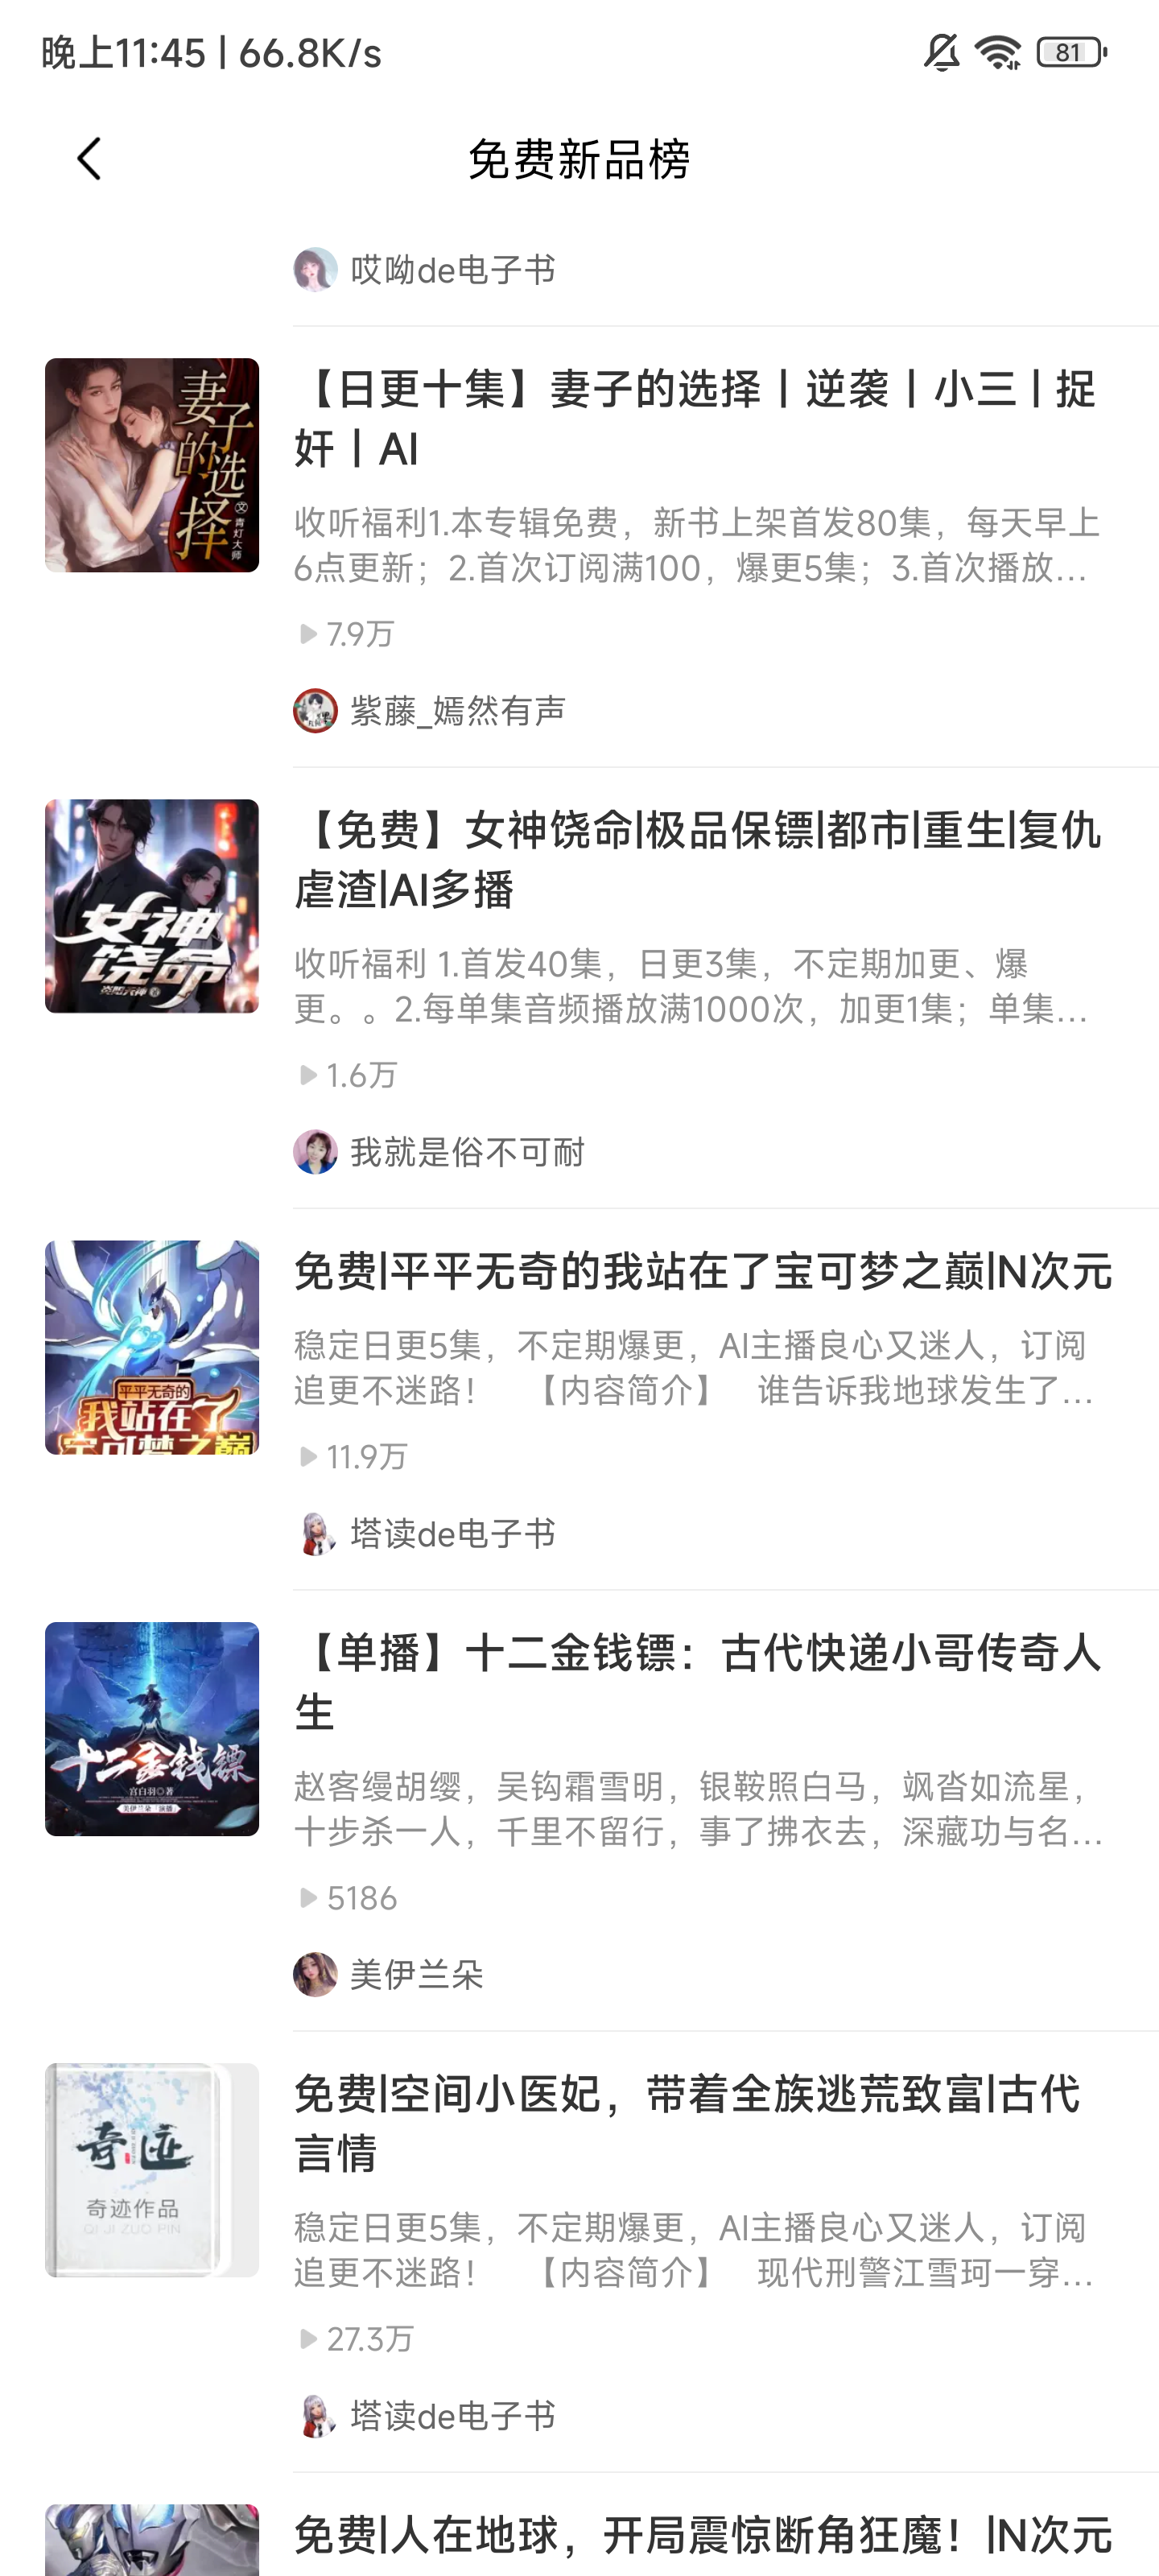 晚上11:45 | 66.8K/s
81
免费新品榜
哎呦de电子书
妻子的选择
文 青灯大师
【日更十集】妻子的选择丨逆袭丨小三丨捉
奸丨AI
收听福利1.本专辑免费，新书上架首发80集，每天早上
6点更新；2.首次订阅满100，爆更5集；3.首次播放...
7.9万
紫藤_嫣然有声
女神
饶命
【免费】女神饶命|极品保镖|都市|重生|复仇
虐渣|AI多播
收听福利 1.首发40集，日更3集，不定期加更、爆
更。。2.每单集音频播放满1000次，加更1集；单集...
1.6万
我就是俗不可耐
平平无奇的
我站在了
宝可梦之巅
免费|平平无奇的我站在了宝可梦之巅|N次元
稳定日更5集，不定期爆更，AI主播良心又迷人，订阅
追更不迷路！ 【内容简介】 谁告诉我地球发生了...
11.9万
塔读de电子书
十二金钱镖
宫白羽◎著
美伊兰朵 演播
【单播】十二金钱镖：古代快递小哥传奇人
生
赵客缦胡缨，吴钩霜雪明，银鞍照白马，飒沓如流星，
十步杀一人，千里不留行，事了拂衣去，深藏功与名...
5186
美伊兰朵
奇迹
奇迹作品
QI JI ZUO PIN
免费|空间小医妃，带着全族逃荒致富|古代
言情
稳定日更5集，不定期爆更，AI主播良心又迷人，订阅
追更不迷路！ 【内容简介】 现代刑警江雪珂一穿...
27.3万
塔读de电子书
免费|人在地球，开局震惊断角狂魔！|N次元